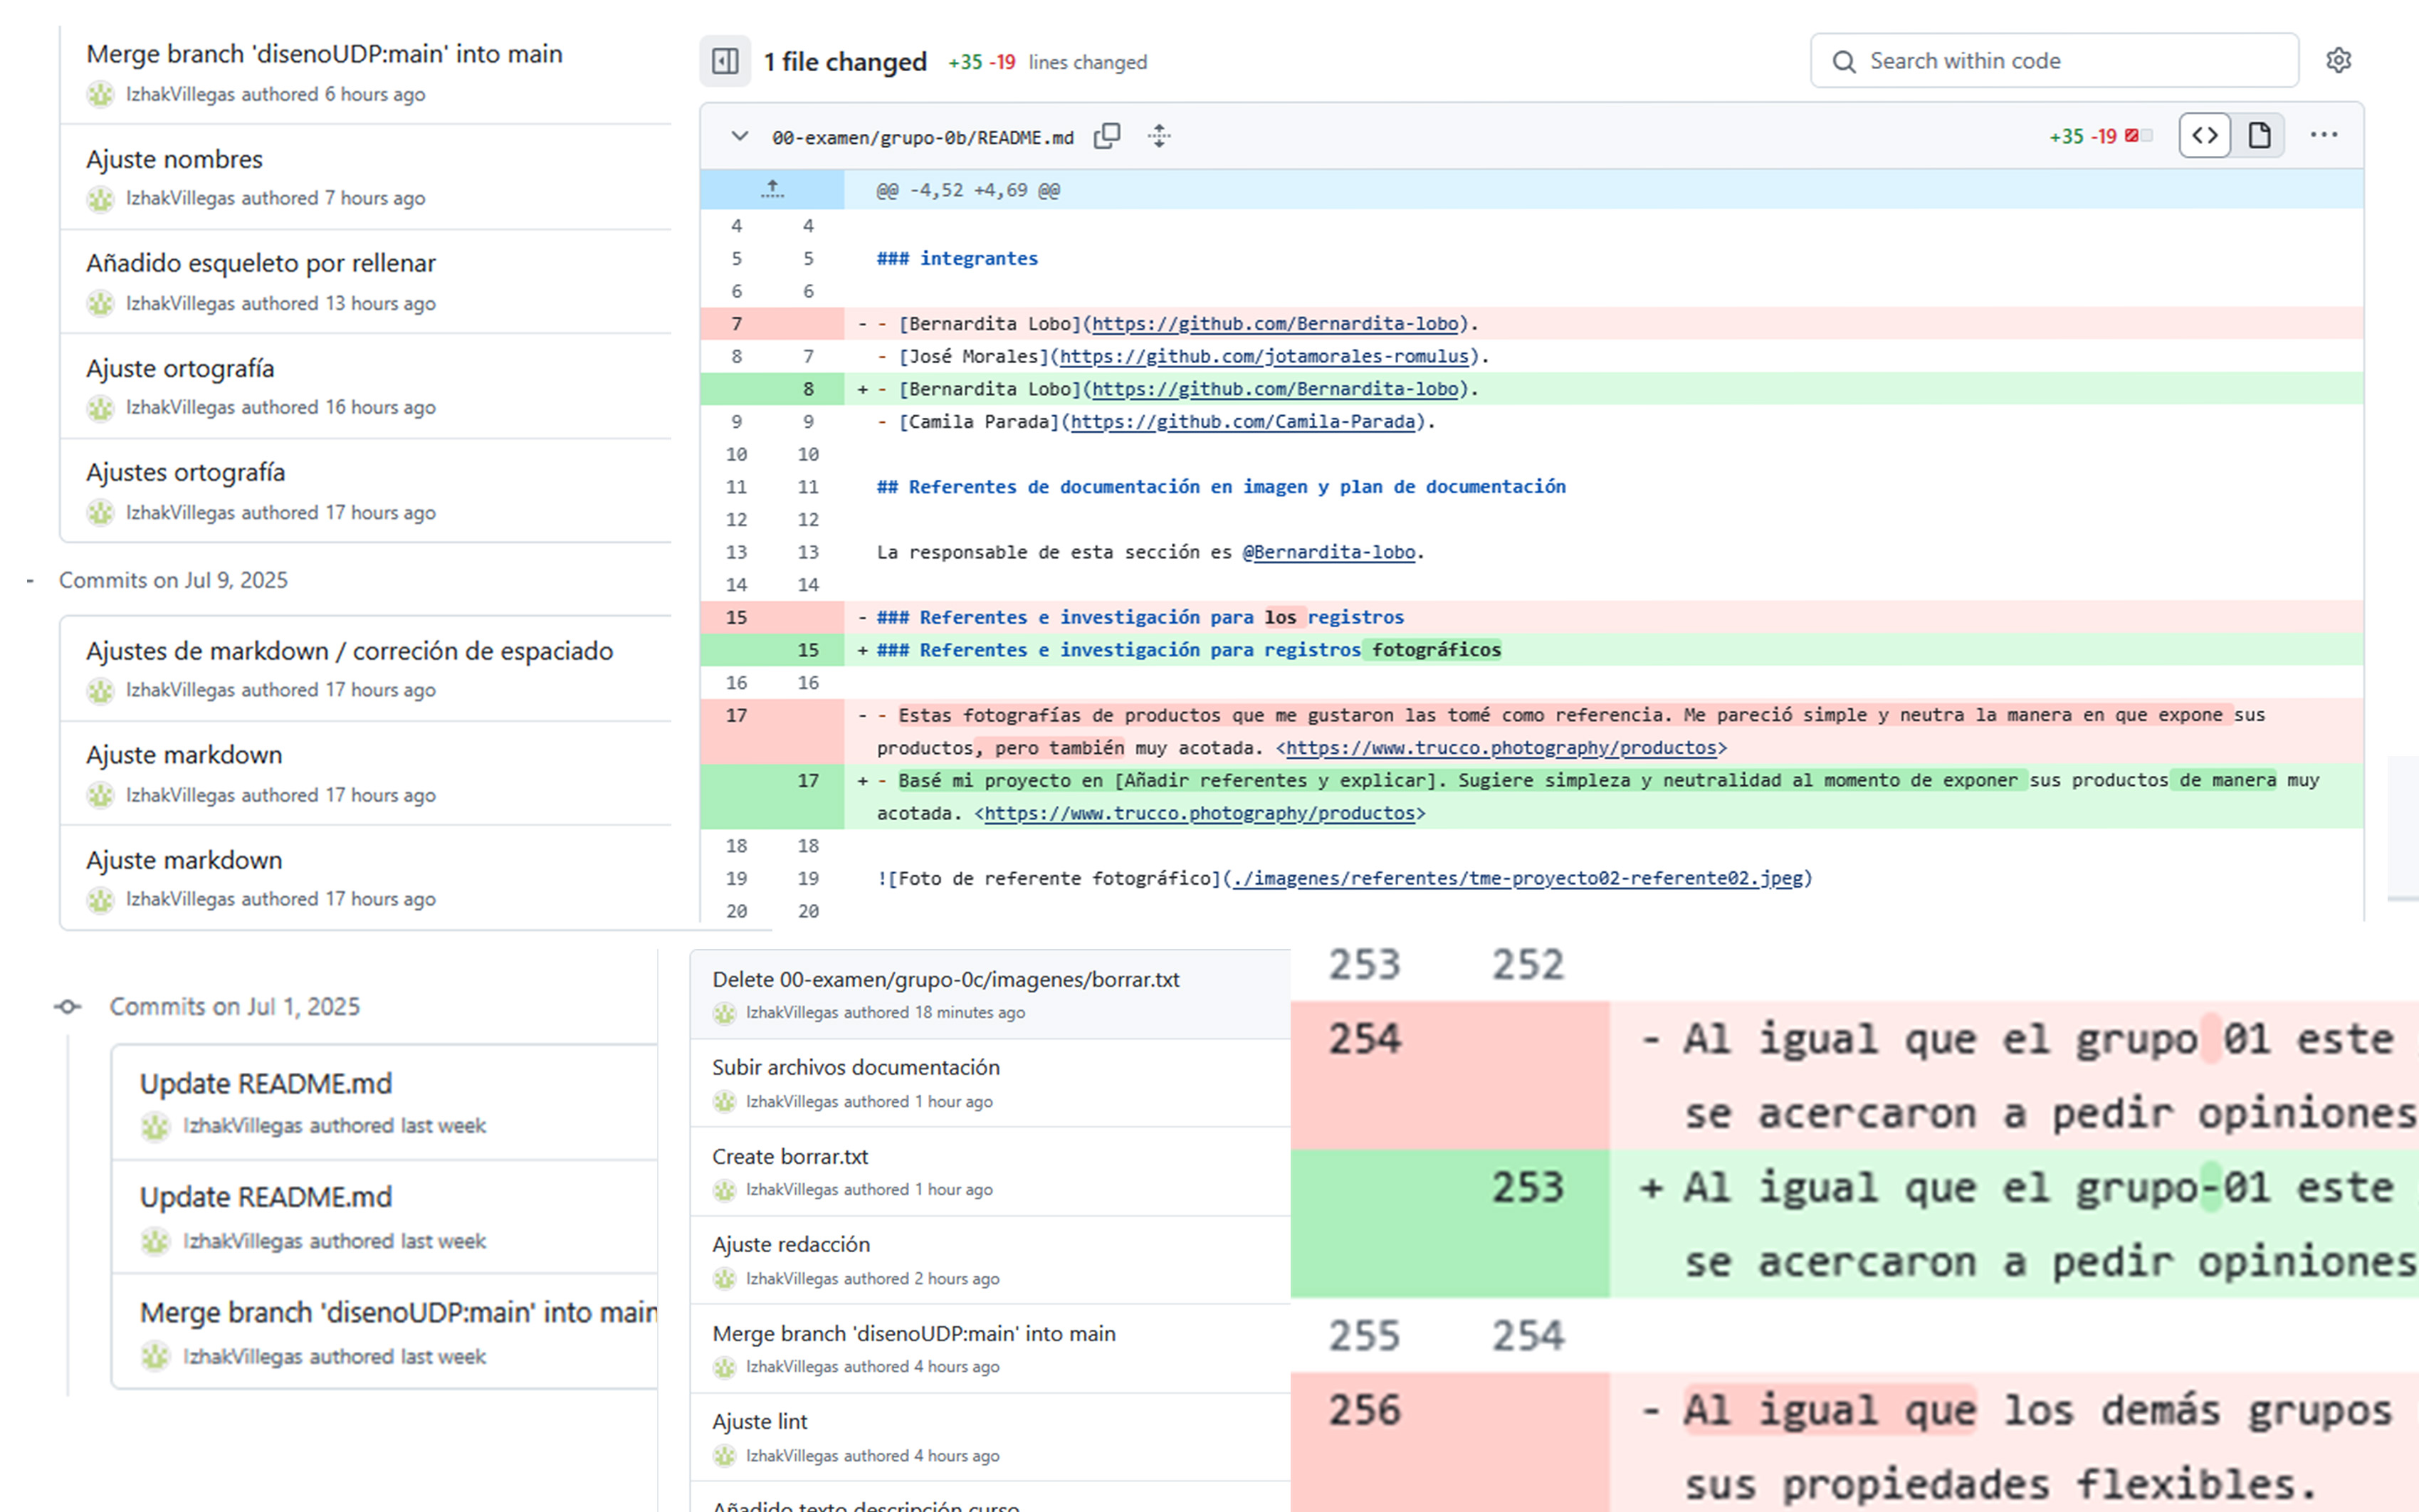 Merge branch 'disenoUDP:main' into main
IzhakVillegas authored 6 hours ago
Ajuste nombres
IzhakVillegas authored 7 hours ago
Añadido esqueleto por rellenar
IzhakVillegas authored 13 hours ago
Ajuste ortografía
IzhakVillegas authored 16 hours ago
Ajustes ortografía
IzhakVillegas authored 17 hours ago
Commits on Jul 9, 2025
Ajustes de markdown / correción de espaciado
IzhakVillegas authored 17 hours ago
Ajuste markdown
IzhakVillegas authored 17 hours ago
Ajuste markdown
IzhakVillegas authored 17 hours ago
1 file changed +35 -19 lines changed
Search within code
00-examen/grupo-0b/README.md
+35 -19
@@ -4,52 +4,69 @@
4 4
5 5 ### integrantes
6 6
7 - - [Bernardita Lobo](https://github.com/Bernardita-lobo).
8 7 - [José Morales](https://github.com/jotamorales-romulus).
8 + - [Bernardita Lobo](https://github.com/Bernardita-lobo).
9 9 - [Camila Parada](https://github.com/Camila-Parada).
10 10
11 11 ## Referentes de documentación en imagen y plan de documentación
12 12
13 13 La responsable de esta sección es @Bernardita-lobo.
14 14
15 - ### Referentes e investigación para los registros
15 + ### Referentes e investigación para registros fotográficos
16 16
17 - - Estas fotografías de productos que me gustaron las tomé como referencia. Me pareció simple y neutra la manera en que expone sus
productos, pero también muy acotada. <https://www.trucco.photography/productos>
17 + - Basé mi proyecto en [Añadir referentes y explicar]. Sugiere simpleza y neutralidad al momento de exponer sus productos de manera muy
acotada. <https://www.trucco.photography/productos>
18 18
19 19 ![Foto de referente fotográfico](./imagenes/referentes/tme-proyecto02-referente02.jpeg)
20 20
Commits on Jul 1, 2025
Update README.md
IzhakVillegas authored last week
Update README.md
IzhakVillegas authored last week
Merge branch 'disenoUDP:main' into main
IzhakVillegas authored last week
Delete 00-examen/grupo-0c/imagenes/borrar.txt
IzhakVillegas authored 18 minutes ago
Subir archivos documentación
IzhakVillegas authored 1 hour ago
Create borrar.txt
IzhakVillegas authored 1 hour ago
Ajuste redacción
IzhakVillegas authored 2 hours ago
Merge branch 'disenoUDP:main' into main
IzhakVillegas authored 4 hours ago
Ajuste lint
IzhakVillegas authored 4 hours ago
Añadido texto descripción curso
253 252
254 - Al igual que el grupo 01 este
se acercaron a pedir opiniones
253 + Al igual que el grupo-01 este
se acercaron a pedir opiniones
255 254
256 - Al igual que los demás grupos
sus propiedades flexibles.